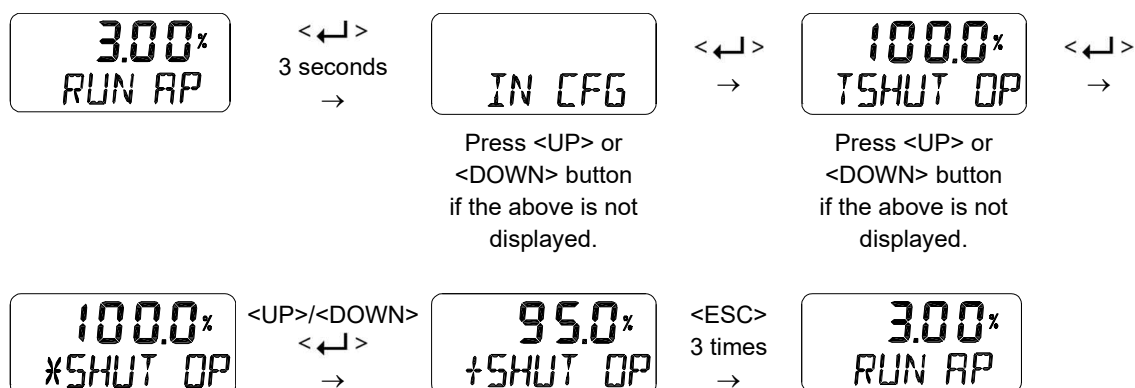 3.00%
RUN AP
<↵>
3 seconds
→
IN CFG
Press <UP> or
<DOWN> button
if the above is not
displayed.
<↵>
→
100.0%
TSHUT OP
Press <UP> or
<DOWN> button
if the above is not
displayed.
<↵>
→
100.0%
*SHUT OP
<UP>/<DOWN>
<↵>
→
95.0%
+SHUT OP
<ESC>
3 times
→
3.00%
RUN AP